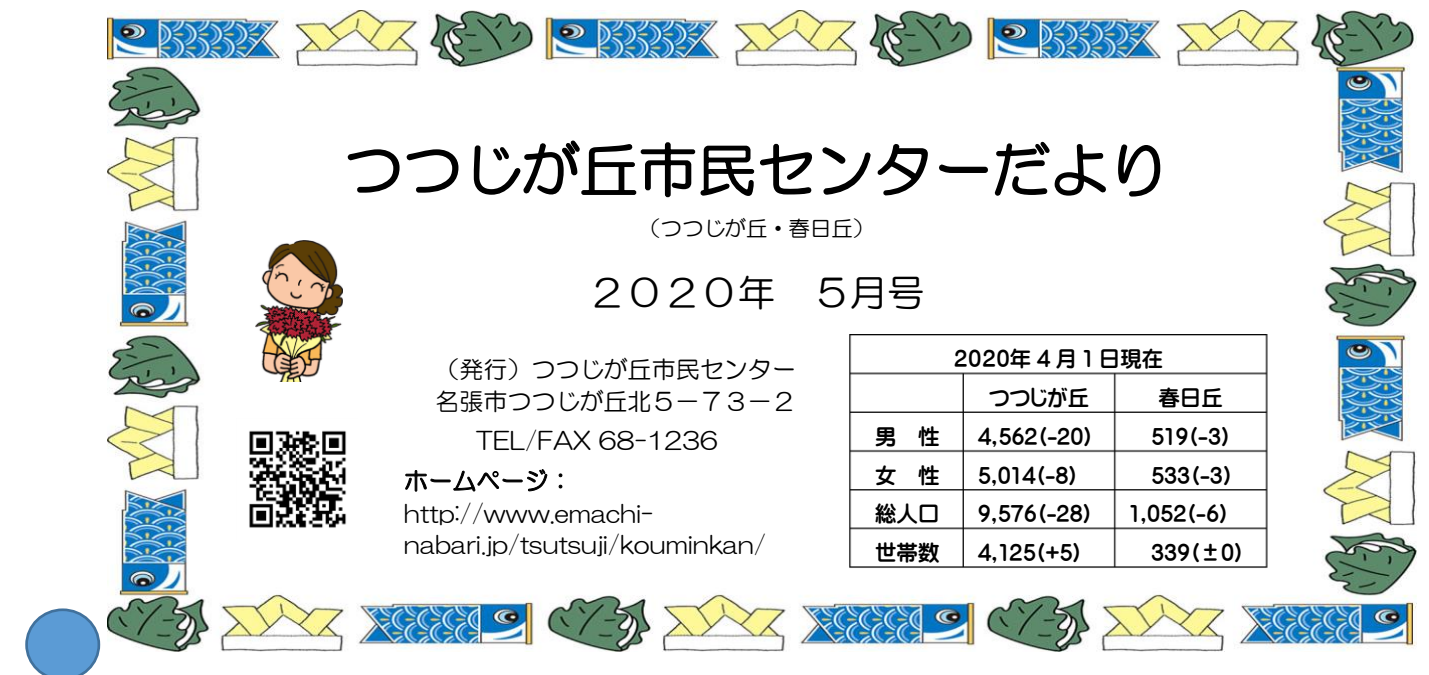 つつじが丘市民センターだより
（つつじが丘・春日丘）
２０２０年　５月号
（発行）つつじが丘市民センター
名張市つつじが丘北５－７３－２
TEL/FAX 68-1236
ホームページ：
http://www.emachi-
nabari.jp/tsutsuji/kouminkan/
2020年４月１日現在
つつじが丘　春日丘
男　性　4,562(-20)　519(-3)
女　性　5,014(-8)　533(-3)
総人口　9,576(-28)　1,052(-6)
世帯数　4,125(+5)　339(±0)